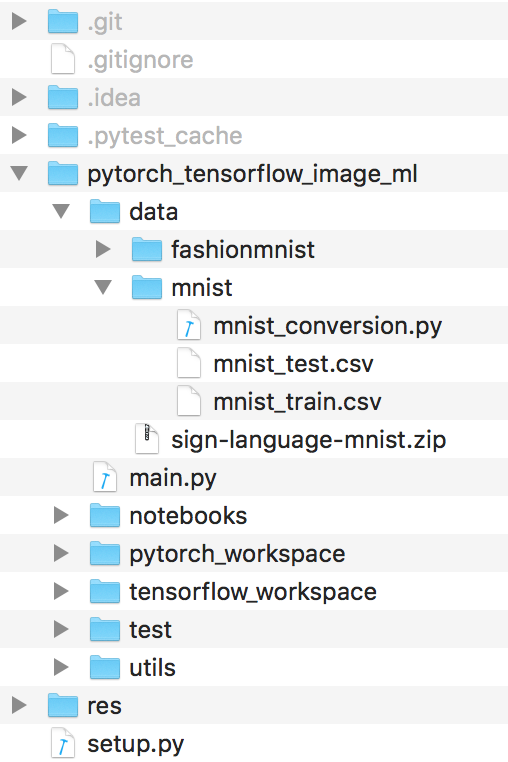 .git
.gitignore
.idea
.pytest_cache
pytorch_tensorflow_image_ml
data
fashionmnist
mnist
mnist_conversion.py
mnist_test.csv
mnist_train.csv
sign-language-mnist.zip
main.py
notebooks
pytorch_workspace
tensorflow_workspace
test
utils
res
setup.py